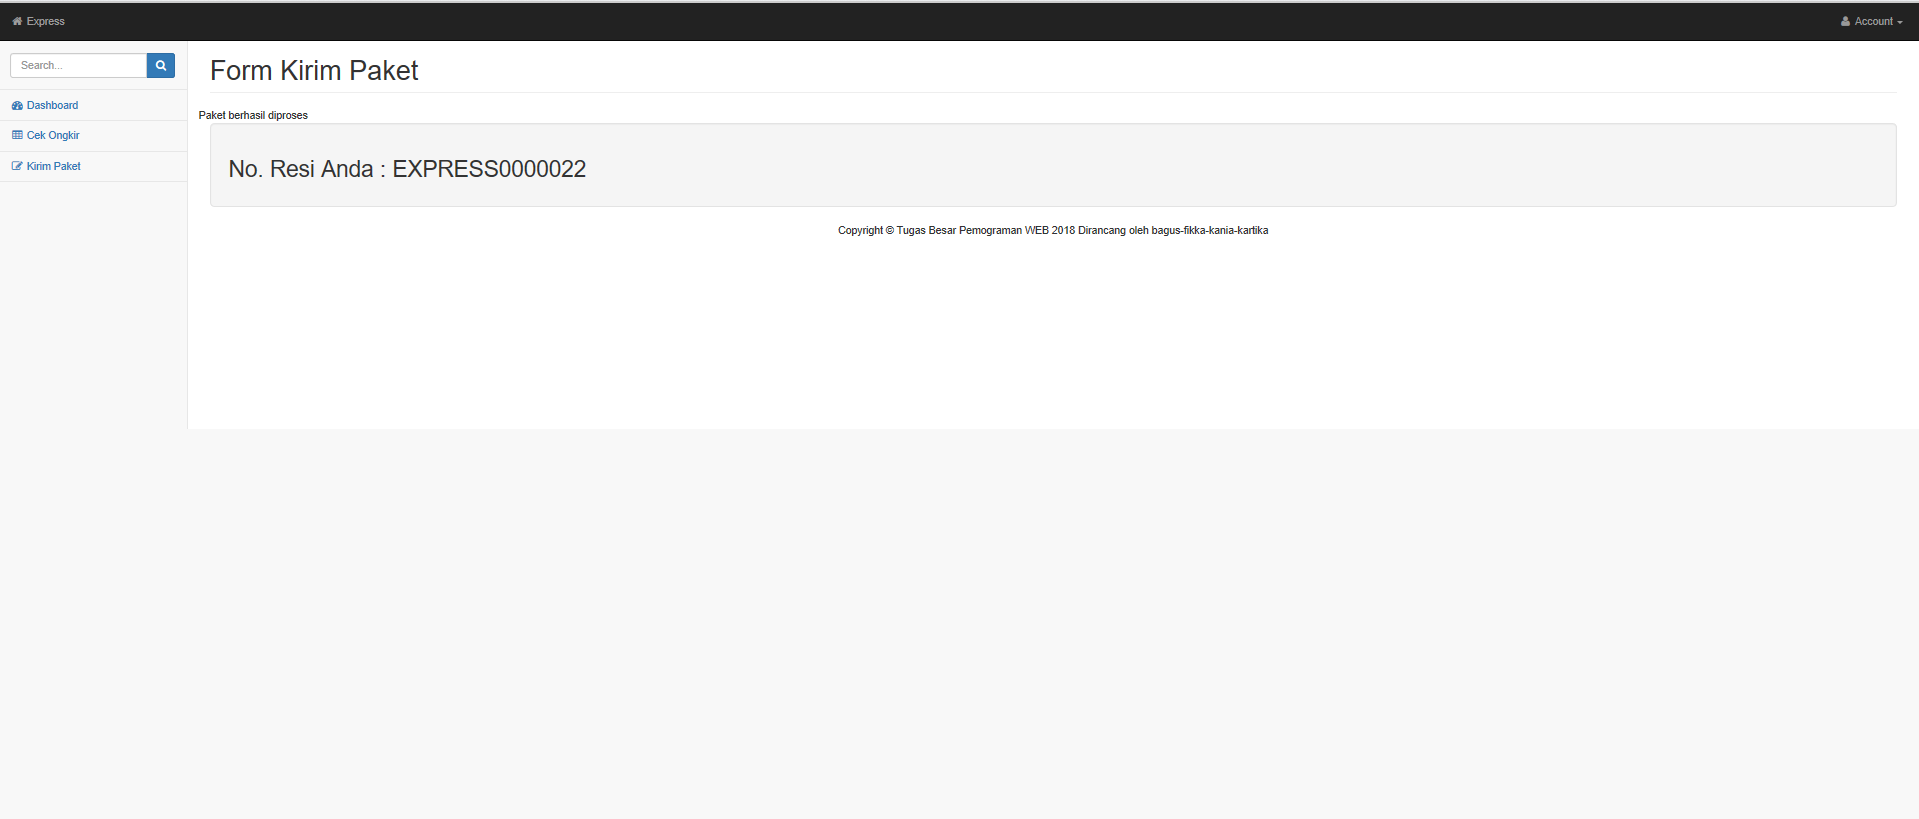 Express
Account
Search...
Dashboard
Cek Ongkir
Kirim Paket
Form Kirim Paket
Paket berhasil diproses
No. Resi Anda : EXPRESS0000022
Copyright © Tugas Besar Pemograman WEB 2018 Dirancang oleh bagus-fikka-kania-kartika